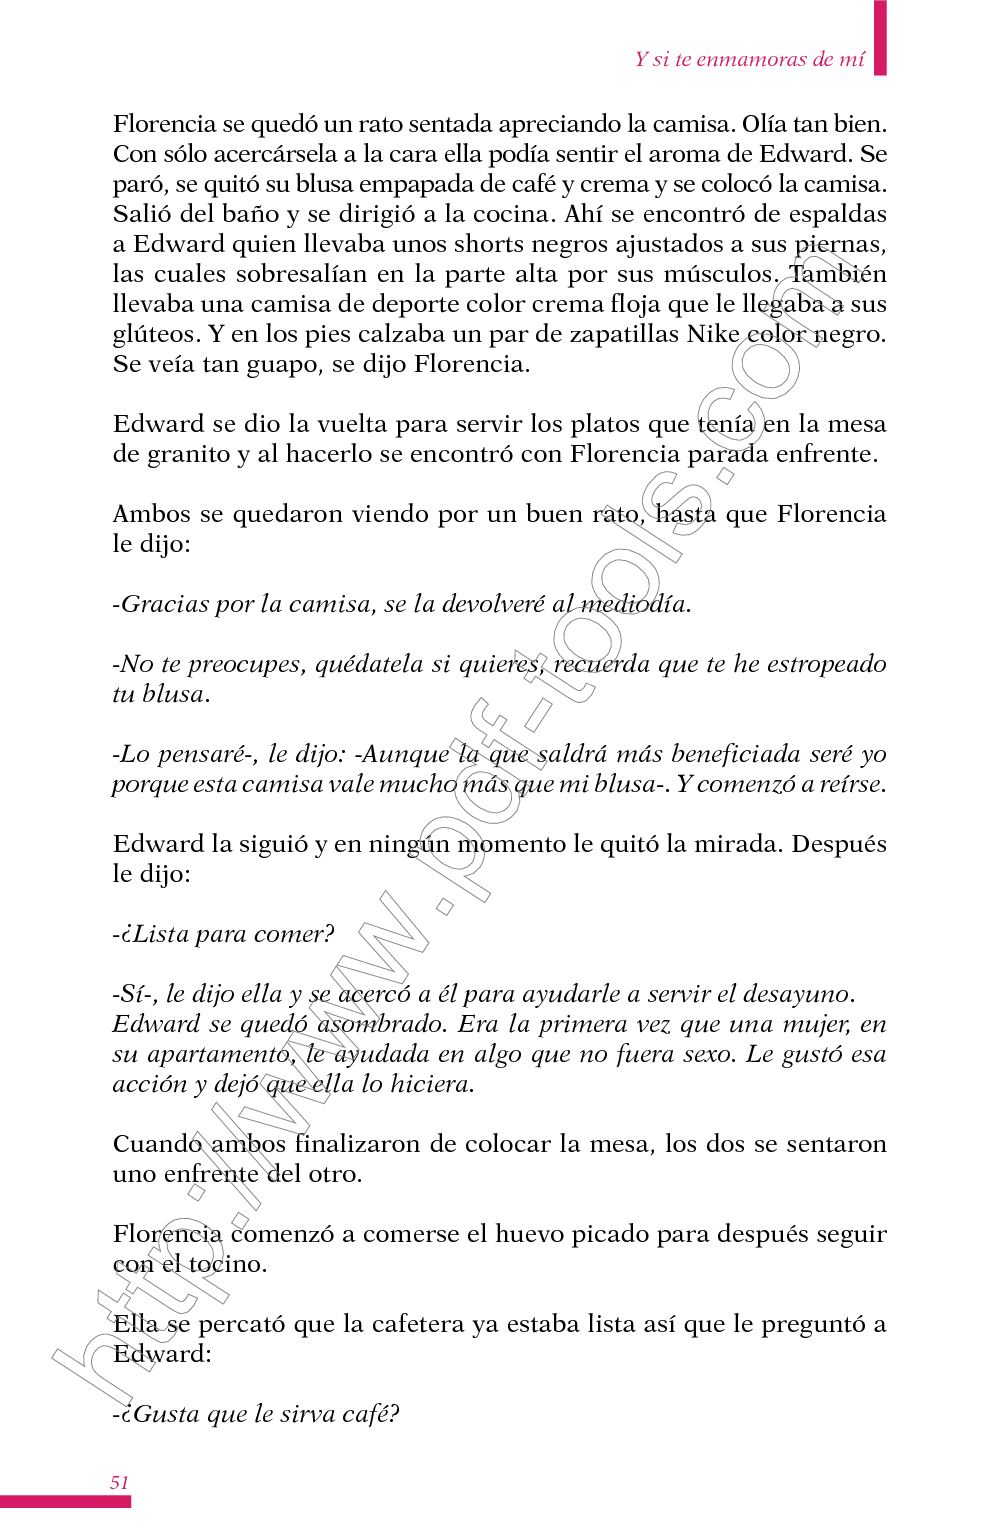 Y si te enmamoras de mí
Florencia se quedó un rato sentada apreciando la camisa. Olía tan bien.
Con sólo acercársela a la cara ella podía sentir el aroma de Edward. Se
paró, se quitó su blusa empapada de café y crema y se colocó la camisa.
Salió del baño y se dirigió a la cocina. Ahí se encontró de espaldas
a Edward quien llevaba unos shorts negros ajustados a sus piernas,
las cuales sobresalían en la parte alta por sus músculos. También
llevaba una camisa de deporte color crema floja que le llegaba a sus
glúteos. Y en los pies calzaba un par de zapatillas Nike color negro.
Se veía tan guapo, se dijo Florencia.
Edward se dio la vuelta para servir los platos que tenía en la mesa
de granito y al hacerlo se encontró con Florencia parada enfrente.
Ambos se quedaron viendo por un buen rato, hasta que Florencia
le dijo:
-Gracias por la camisa, se la devolveré al mediodía.
-No te preocupes, quédatela si quieres, recuerda que te he estropeado
tu blusa.
-Lo pensaré-, le dijo: -Aunque la que saldrá más beneficiada seré yo
porque esta camisa vale mucho más que mi blusa-. Y comenzó a reírse.
Edward la siguió y en ningún momento le quitó la mirada. Después
le dijo:
-¿Lista para comer?
-Sí-, le dijo ella y se acercó a él para ayudarle a servir el desayuno.
Edward se quedó asombrado. Era la primera vez que una mujer, en
su apartamento, le ayudada en algo que no fuera sexo. Le gustó esa
acción y dejó que ella lo hiciera.
Cuando ambos finalizaron de colocar la mesa, los dos se sentaron
uno enfrente del otro.
Florencia comenzó a comerse el huevo picado para después seguir
con el tocino.
Ella se percató que la cafetera ya estaba lista así que le preguntó a
Edward:
-¿Gusta que le sirva café?
51
http://www.pdf-tools.com